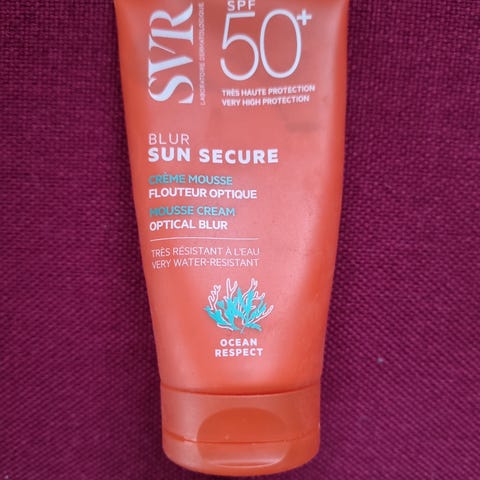 SVR
LABORATOIRE DERMATOLOGIQUE
SPF
50+
TRÈS HAUTE PROTECTION
VERY HIGH PROTECTION
BLUR
SUN SECURE
CRÈME MOUSSE
FLOUTEUR OPTIQUE
MOUSSE CREAM
OPTICAL BLUR
TRÈS RÉSISTANT À L'EAU
VERY WATER-RESISTANT
OCEAN
RESPECT